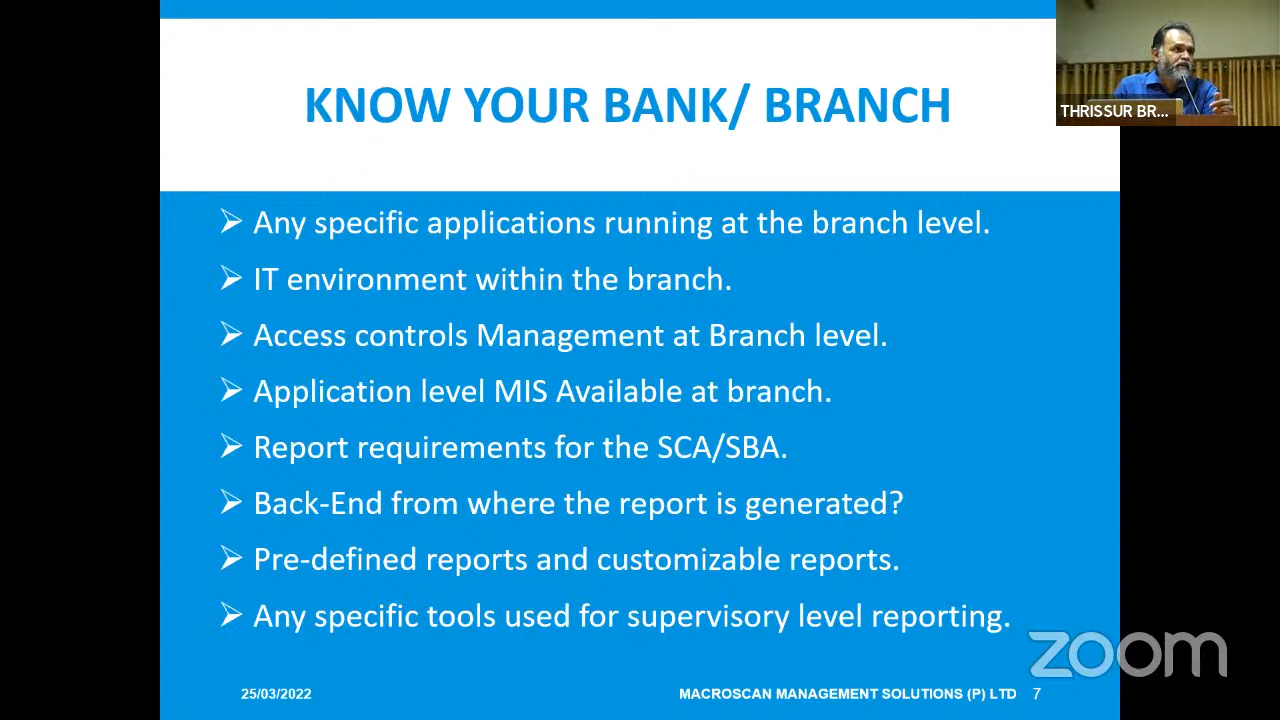 KNOW YOUR BANK/ BRANCH
THRISSUR BR...
Any specific applications running at the branch level.
IT environment within the branch.
Access controls Management at Branch level.
Application level MIS Available at branch.
Report requirements for the SCA/SBA.
Back-End from where the report is generated?
Pre-defined reports and customizable reports.
Any specific tools used for supervisory level reporting.
zoom
25/03/2022 MACROSCAN MANAGEMENT SOLUTIONS (P) LTD 7